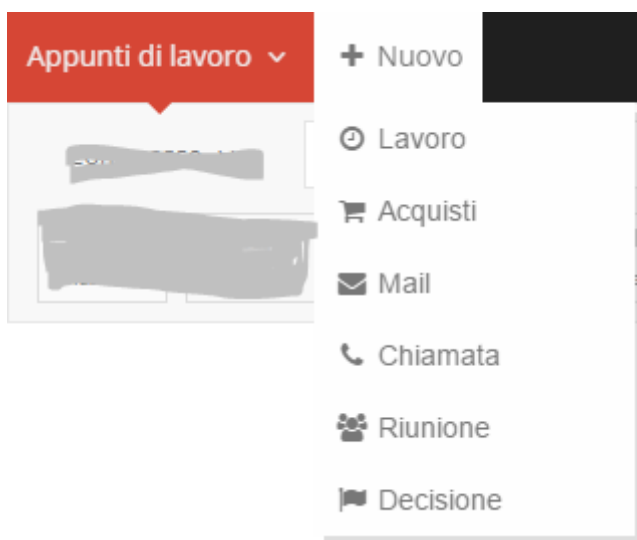 Appunti di lavoro
Nuovo
Lavoro
Acquisti
Mail
Chiamata
Riunione
Decisione